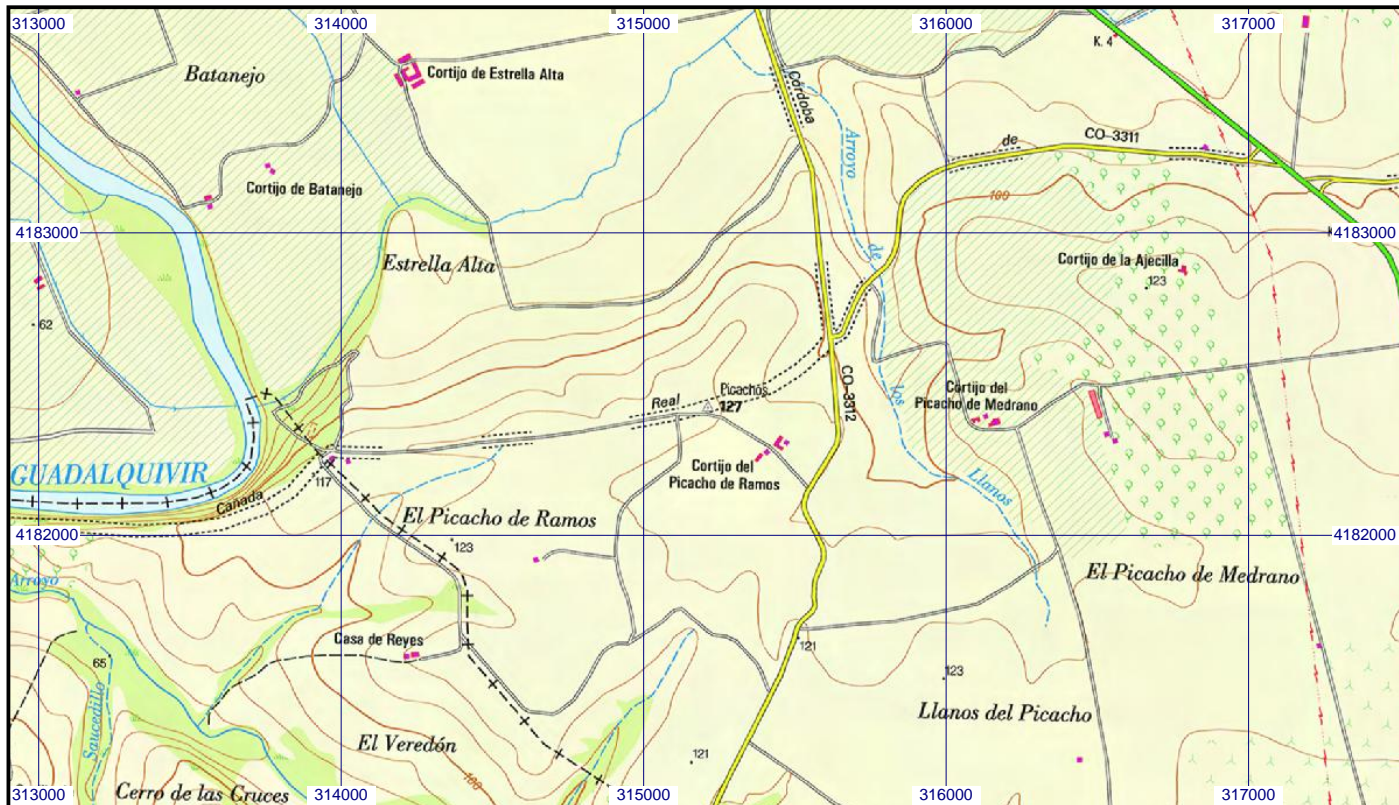 313000
314000
315000
316000
317000
K. 4
Batanejo
Cortijo de Estrella Alta
Córdoba
Arroyo
de
CO-3311
Cortijo de Batanejo
100
4183000
4183000
Estrella Alta
de
Cortijo de la Ajecilla
123
62
CO-3312
Picachos
127
Real
los
Cortijo del
Picacho de Medrano
GUADALQUIVIR
Cañada
117
Cortijo del
Picacho de Ramos
Llanos
El Picacho de Ramos
4182000
4182000
123
Arroyo
El Picacho de Medrano
Casa de Reyes
65
121
123
Saucedillo
Llanos del Picacho
El Veredón
121
100
Cerro de las Cruces
313000
314000
315000
316000
317000